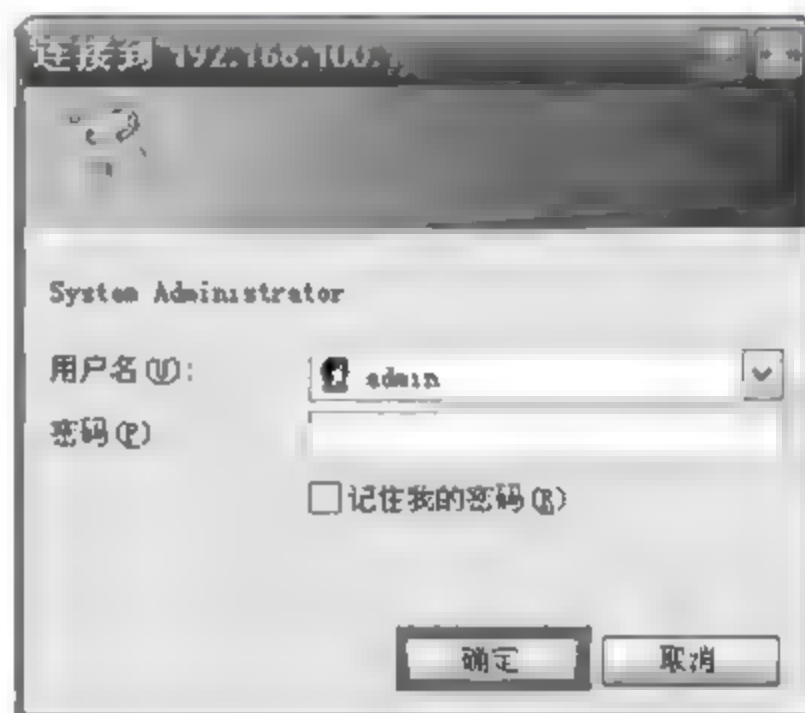 连接到 192.168.100.1
System Administrator
用户名(U):
admin
密码(P)
记住我的密码(R)
确定
取消